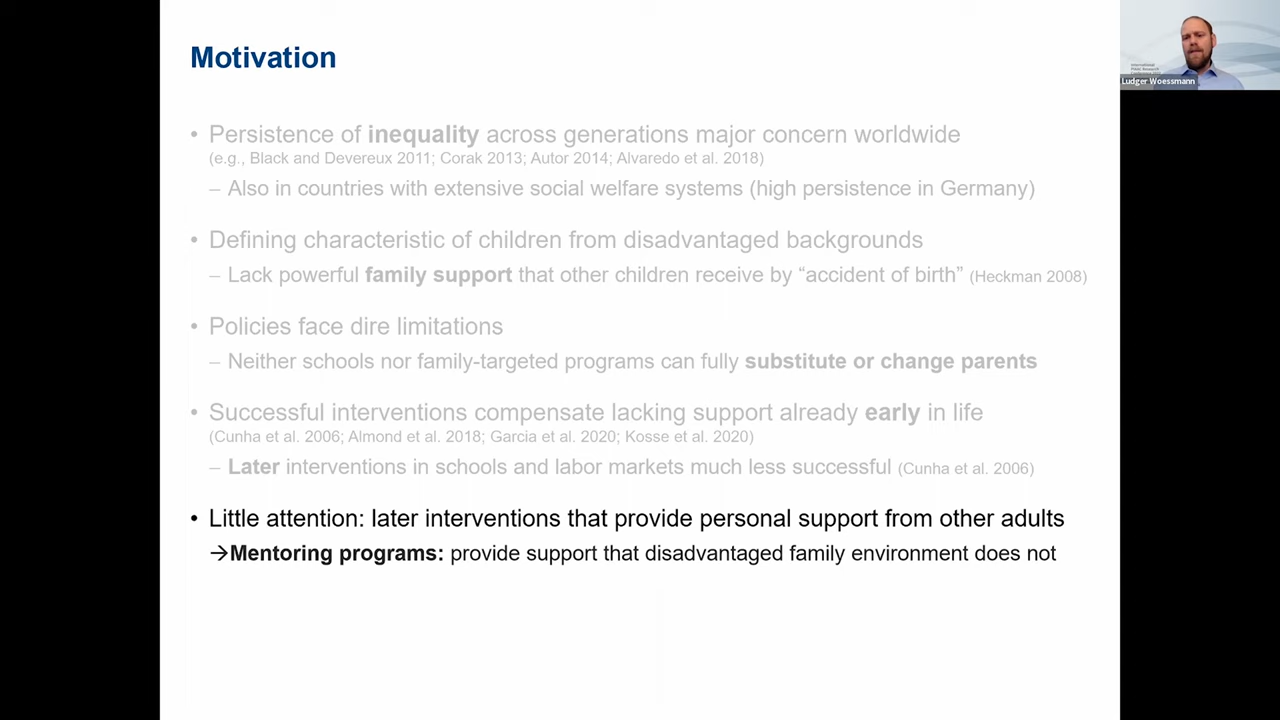 Motivation
• Persistence of inequality across generations major concern worldwide
(e.g., Black and Devereux 2011; Corak 2013; Autor 2014; Alvaredo et al. 2018)
– Also in countries with extensive social welfare systems (high persistence in Germany)
• Defining characteristic of children from disadvantaged backgrounds
– Lack powerful family support that other children receive by “accident of birth” (Heckman 2008)
• Policies face dire limitations
– Neither schools nor family-targeted programs can fully substitute or change parents
• Successful interventions compensate lacking support already early in life
(Cunha et al. 2006; Almond et al. 2018; Garcia et al. 2020; Kosse et al. 2020)
– Later interventions in schools and labor markets much less successful (Cunha et al. 2006)
• Little attention: later interventions that provide personal support from other adults
→Mentoring programs: provide support that disadvantaged family environment does not
Ludger Woessmann